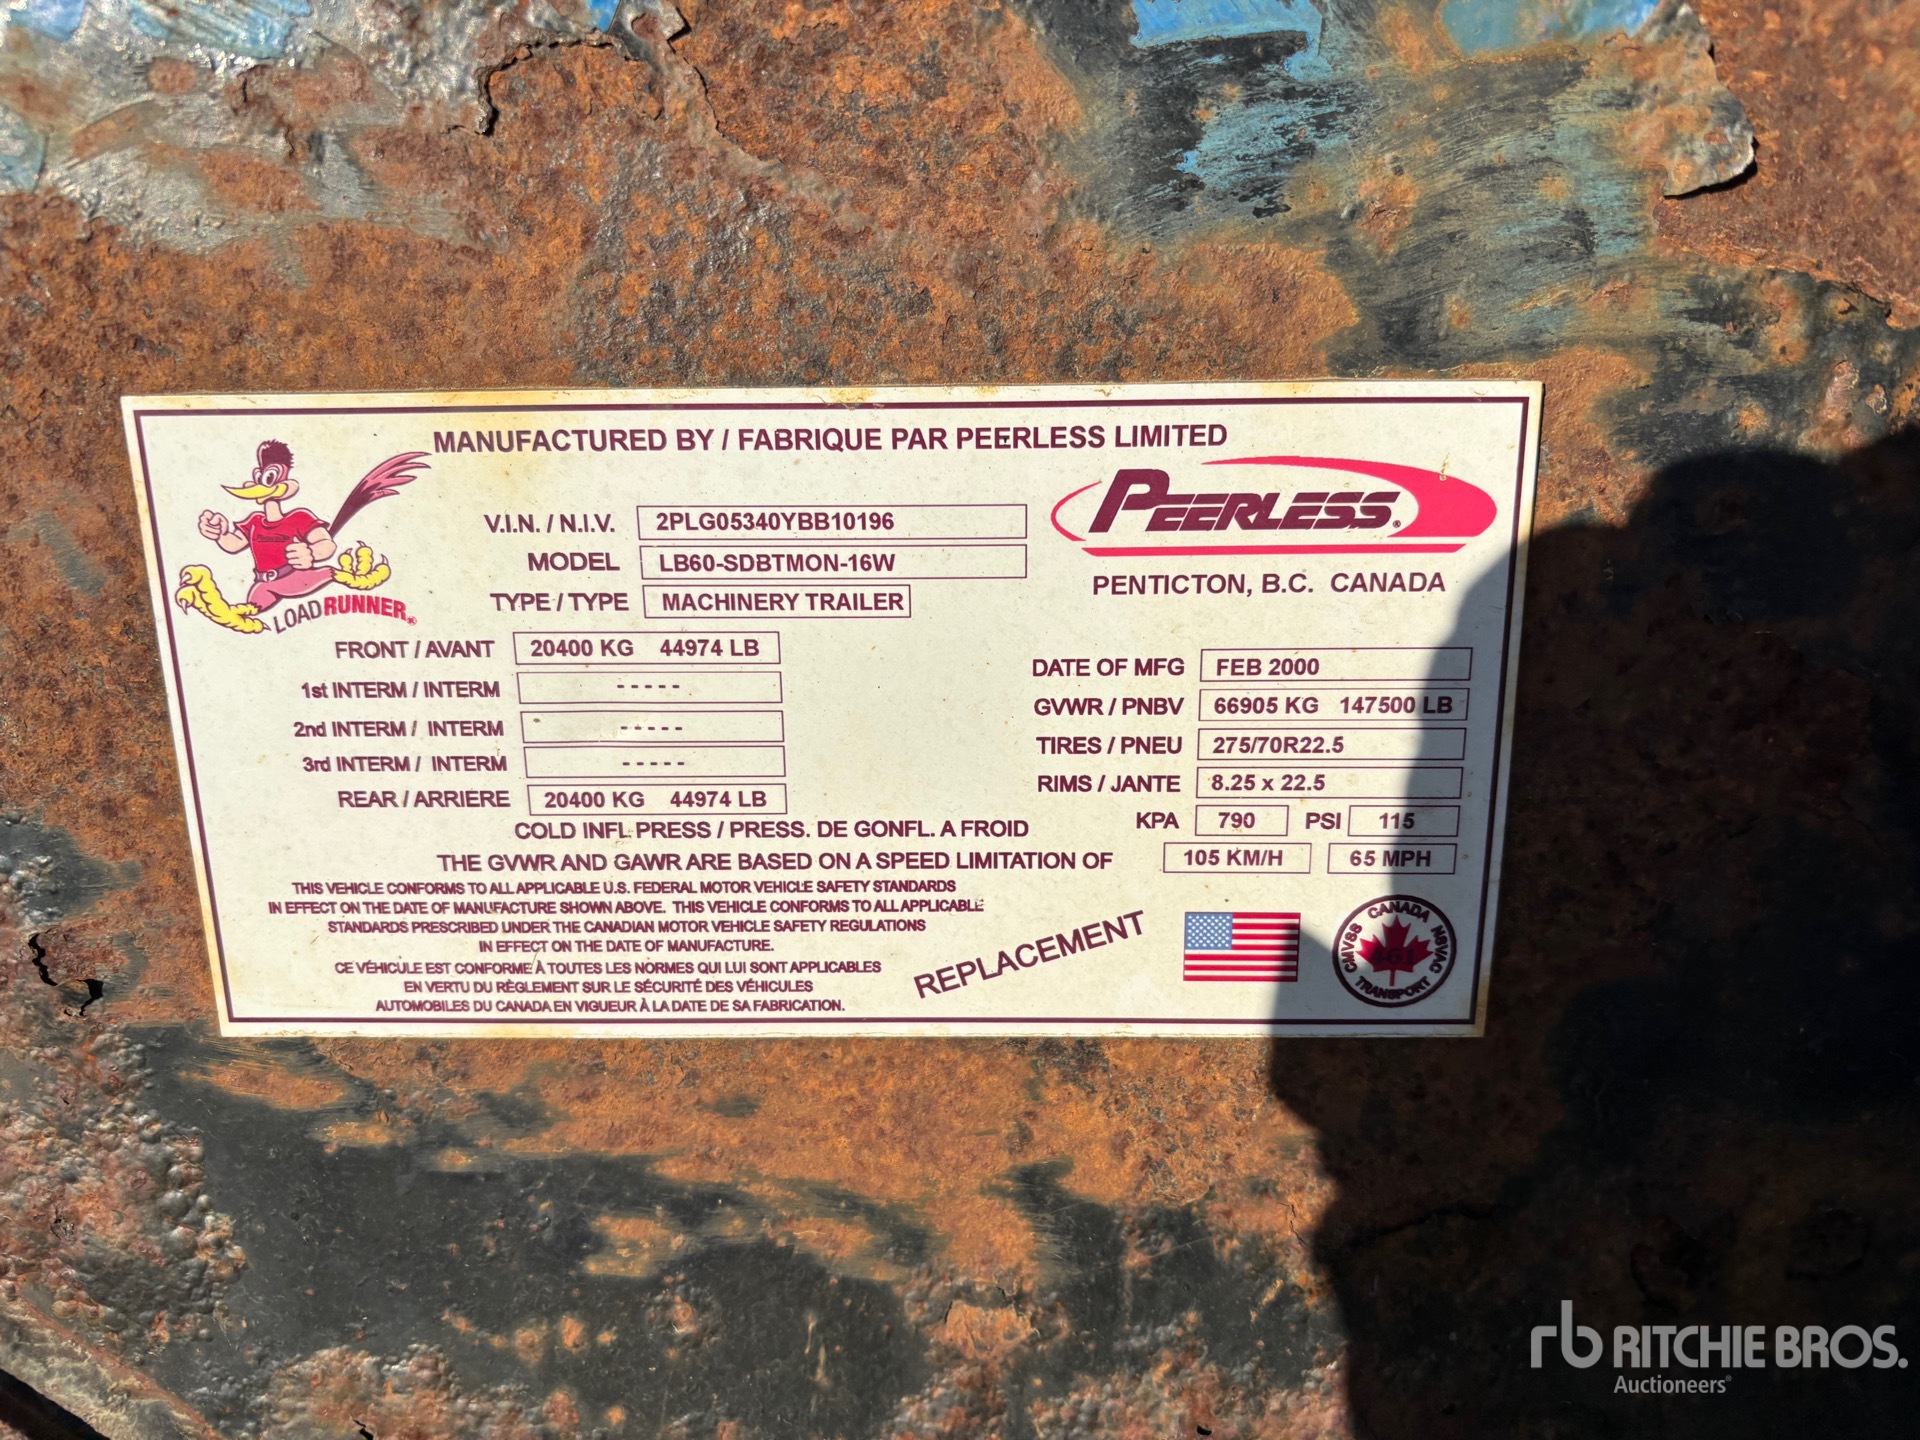 MANUFACTURED BY / FABRIQUE PAR PEERLESS LIMITED
LOADRUNNER®
V.I.N. / N.I.V. 2PLG05340YBB10196
MODEL LB60-SDBTMON-16W
TYPE / TYPE MACHINERY TRAILER
PEERLESS®
PENTICTON, B.C. CANADA
FRONT / AVANT 20400 KG 44974 LB
1st INTERM / INTERM -----
2nd INTERM / INTERM -----
3rd INTERM / INTERM -----
REAR / ARRIERE 20400 KG 44974 LB
DATE OF MFG FEB 2000
GVWR / PNBV 66905 KG 147500 LB
TIRES / PNEU 275/70R22.5
RIMS / JANTE 8.25 x 22.5
COLD INFL PRESS / PRESS. DE GONFL. A FROID KPA 790 PSI 115
THE GVWR AND GAWR ARE BASED ON A SPEED LIMITATION OF 105 KM/H 65 MPH
THIS VEHICLE CONFORMS TO ALL APPLICABLE U.S. FEDERAL MOTOR VEHICLE SAFETY STANDARDS
IN EFFECT ON THE DATE OF MANUFACTURE SHOWN ABOVE. THIS VEHICLE CONFORMS TO ALL APPLICABLE
STANDARDS PRESCRIBED UNDER THE CANADIAN MOTOR VEHICLE SAFETY REGULATIONS
IN EFFECT ON THE DATE OF MANUFACTURE.
CE VÉHICULE EST CONFORME À TOUTES LES NORMES QUI LUI SONT APPLICABLES
EN VERTU DU RÈGLEMENT SUR LE SÉCURITÉ DES VÉHICULES
AUTOMOBILES DU CANADA EN VIGUEUR À LA DATE DE SA FABRICATION.
REPLACEMENT
CANADA
CMVSS 461 NSVAC
TRANSPORT
rb RITCHIE BROS.
Auctioneers®